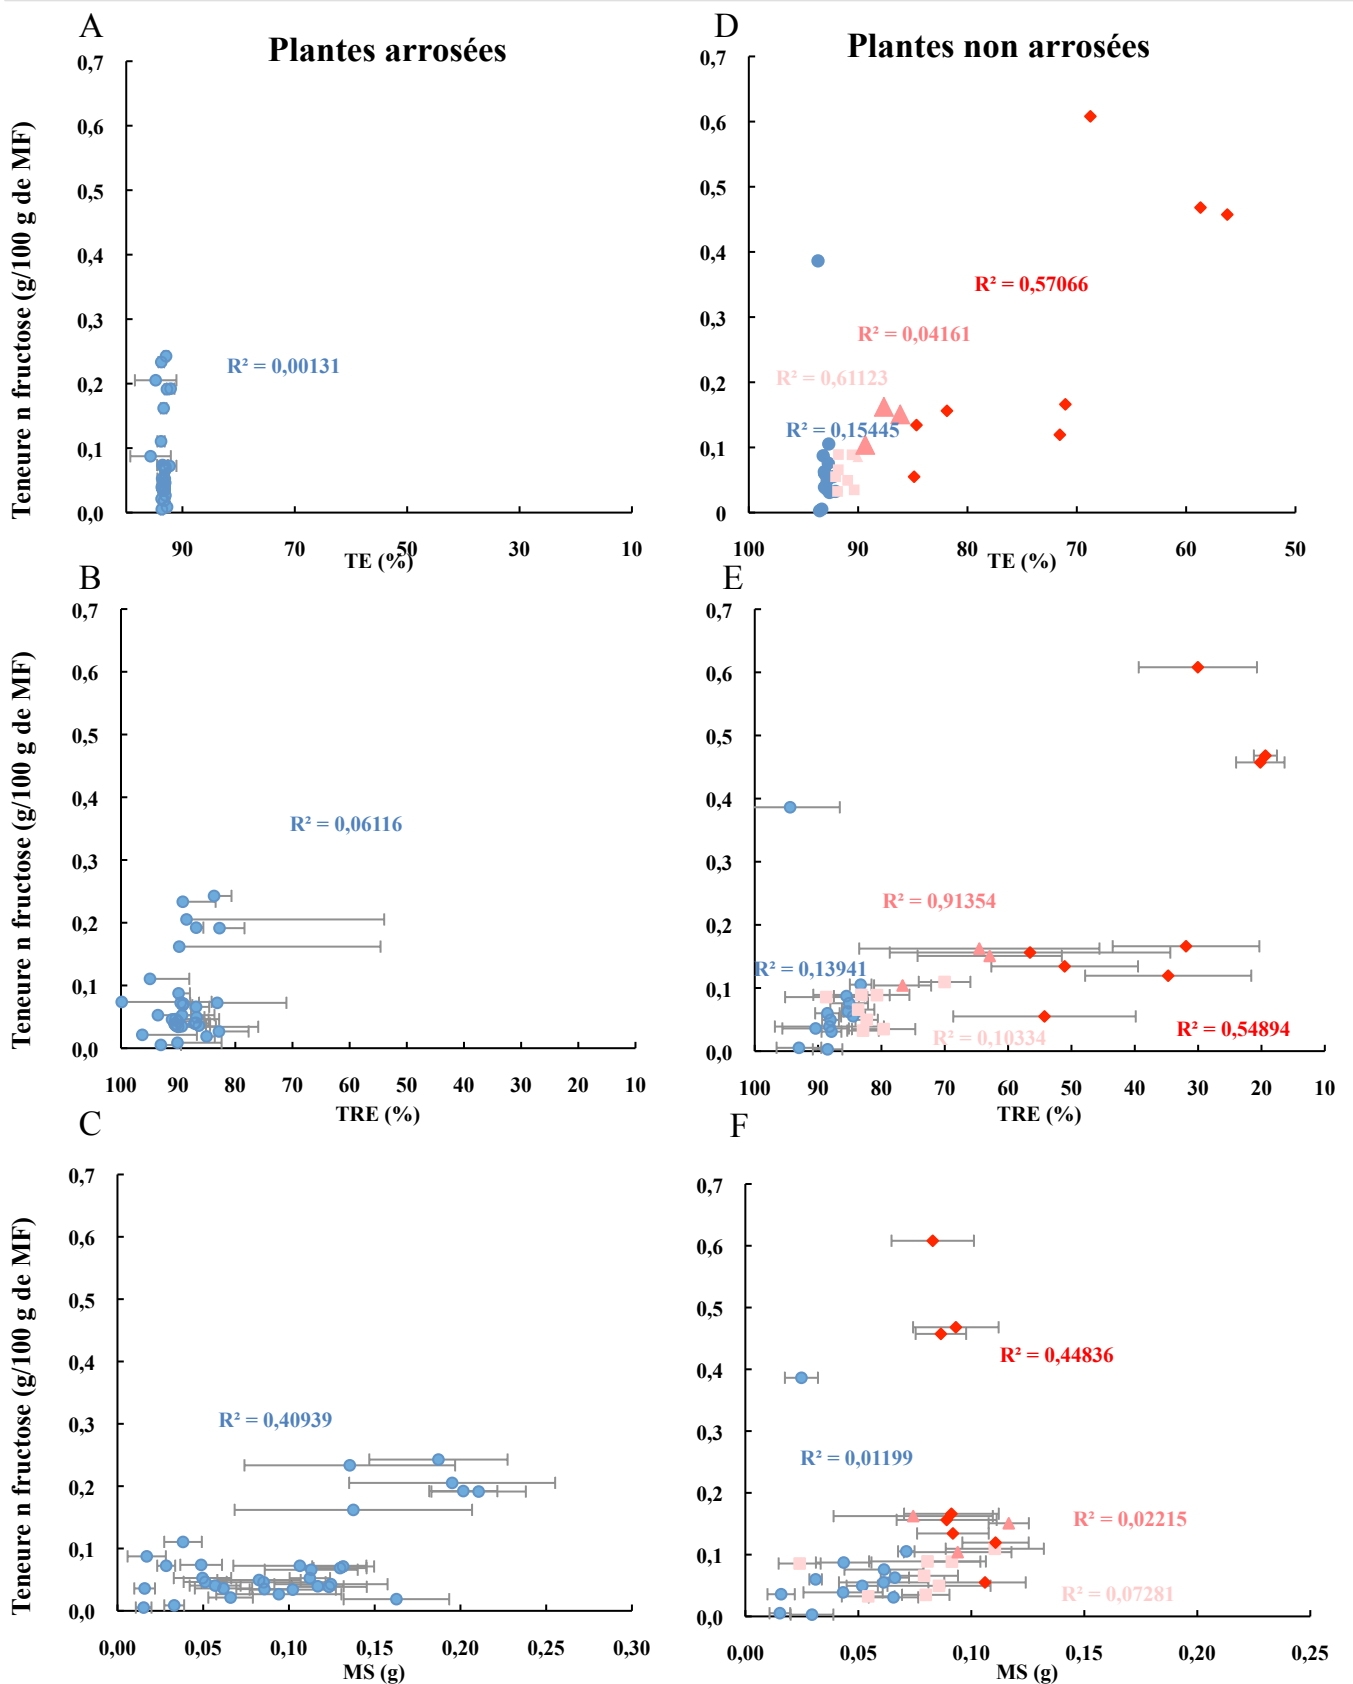 A
Plantes arrosées
Teneure n fructose (g/100 g de MF)
0,7
0,6
0,5
0,4
0,3
0,2
0,1
0,0
R² = 0,00131
90
70
50
30
10
TE (%)
D
Plantes non arrosées
0,7
0,6
0,5
0,4
0,3
0,2
0,1
0
R² = 0,57066
R² = 0,04161
R² = 0,61123
R² = 0,15445
100
90
80
70
60
50
TE (%)
B
Teneure n fructose (g/100 g de MF)
0,7
0,6
0,5
0,4
0,3
0,2
0,1
0,0
R² = 0,06116
100
90
80
70
60
50
40
30
20
10
TRE (%)
E
0,7
0,6
0,5
0,4
0,3
0,2
0,1
0,0
R² = 0,91354
R² = 0,13941
R² = 0,10334
R² = 0,54894
100
90
80
70
60
50
40
30
20
10
TRE (%)
C
Teneure n fructose (g/100 g de MF)
0,7
0,6
0,5
0,4
0,3
0,2
0,1
0,0
R² = 0,40939
0,00
0,05
0,10
0,15
0,20
0,25
0,30
MS (g)
F
0,7
0,6
0,5
0,4
0,3
0,2
0,1
0,0
R² = 0,44836
R² = 0,01199
R² = 0,02215
R² = 0,07281
0,00
0,05
0,10
0,15
0,20
0,25
MS (g)